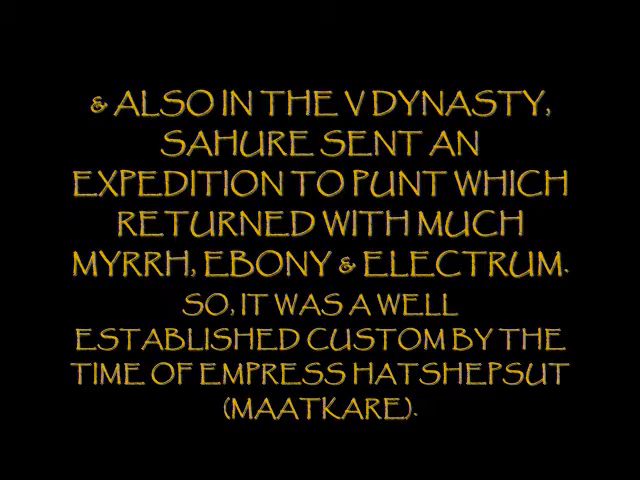 & ALSO IN THE V DYNASTY,
SAHURE SENT AN
EXPEDITION TO PUNT WHICH
RETURNED WITH MUCH
MYRRH, EBONY & ELECTRUM.
SO, IT WAS A WELL
ESTABLISHED CUSTOM BY THE
TIME OF EMPRESS HATSHEPSUT
(MAATKARE).